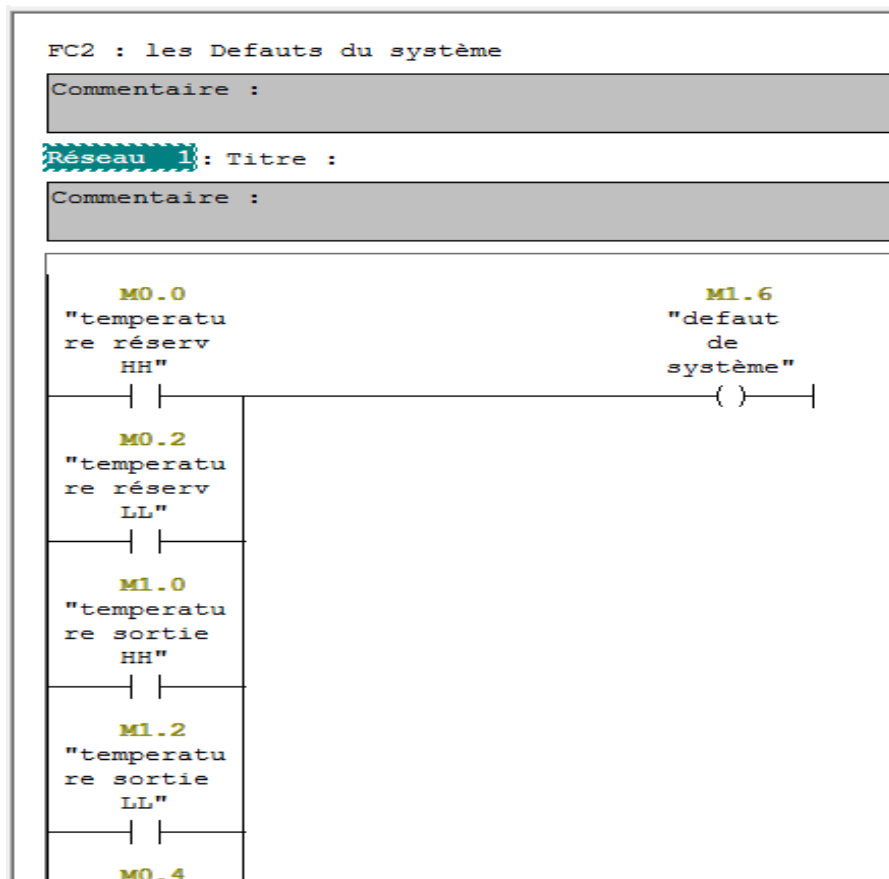 FC2 : les Defauts du système
Commentaire :
Réseau 1: Titre :
Commentaire :
M0.0
"temperatu
re réserv
HH"
M1.6
"defaut
de
système"
M0.2
"temperatu
re réserv
LL"
M1.0
"temperatu
re sortie
HH"
M1.2
"temperatu
re sortie
LL"
M0.4